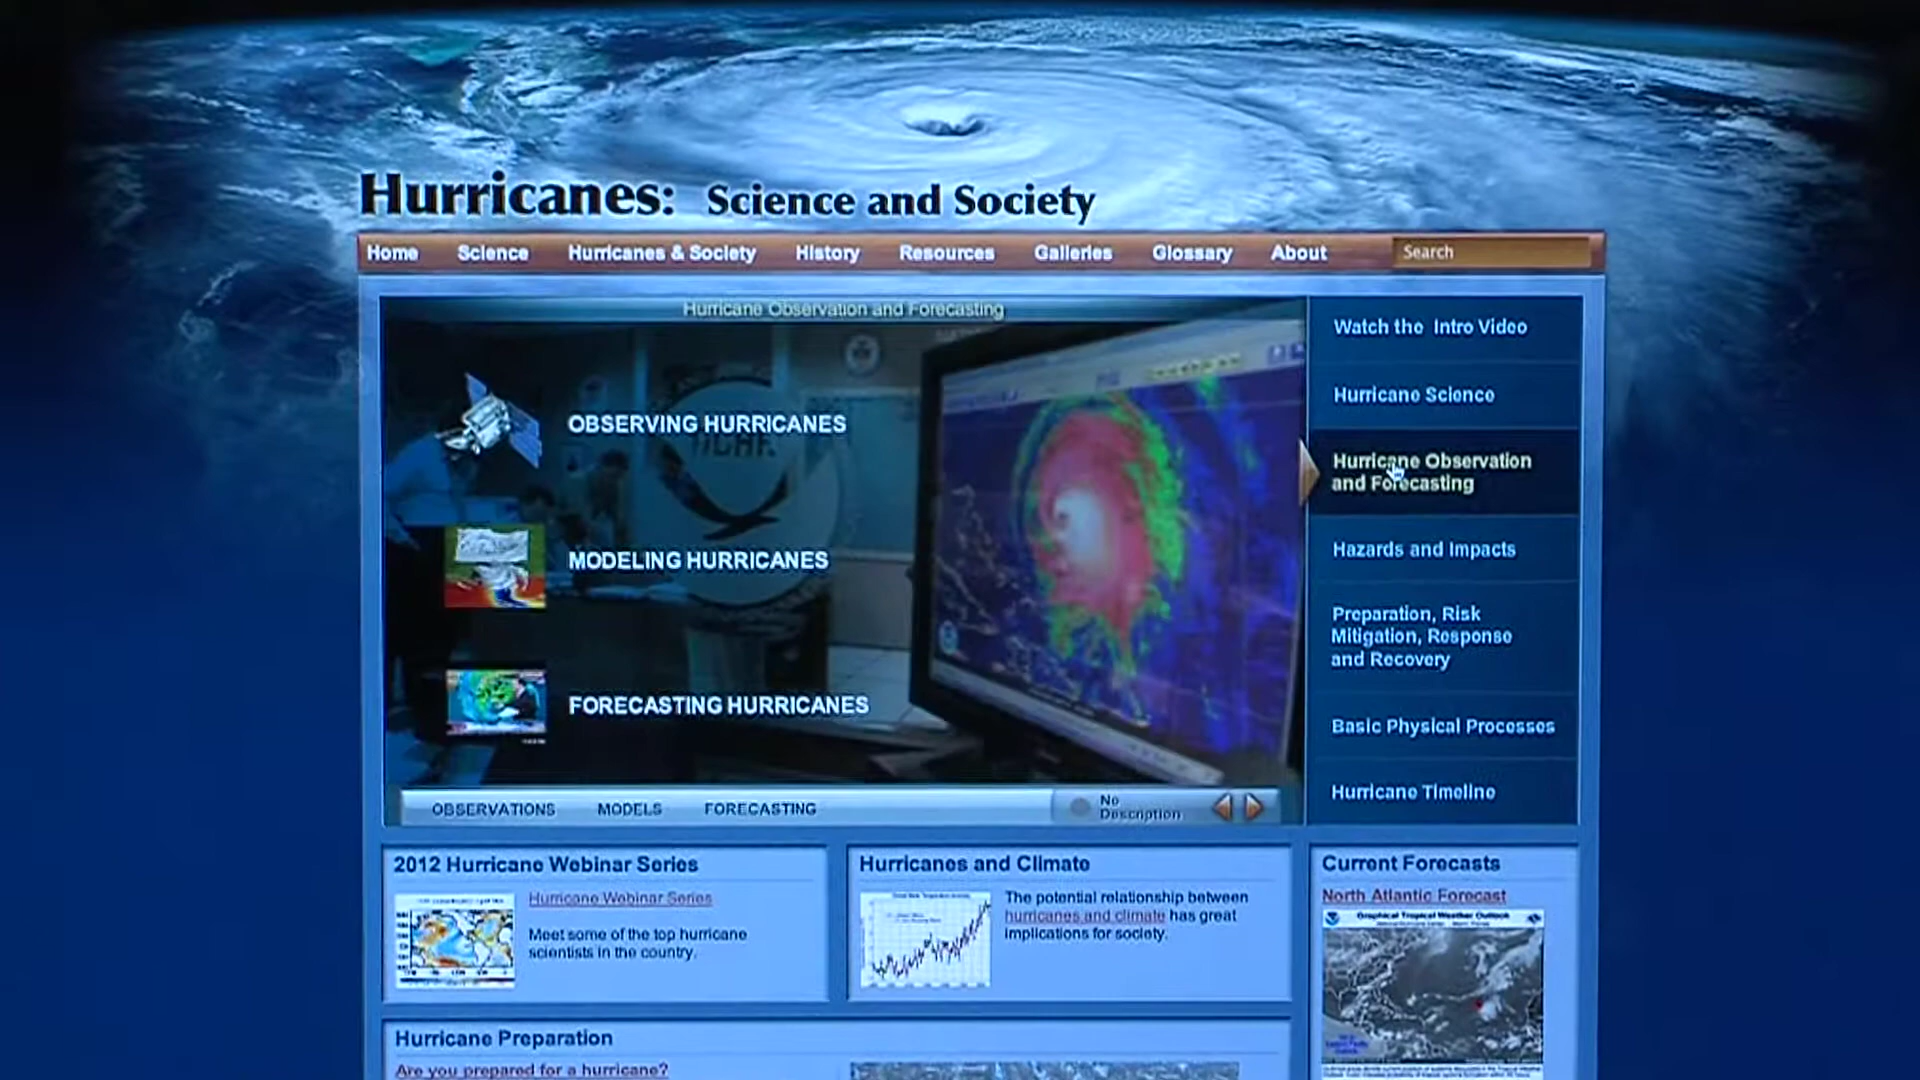 Hurricanes: Science and Society
Home Science Hurricanes & Society History Resources Galleries Glossary About Search
Hurricane Observation and Forecasting
OBSERVING HURRICANES
MODELING HURRICANES
FORECASTING HURRICANES
OBSERVATIONS MODELS FORECASTING
No
Description
Watch the Intro Video
Hurricane Science
Hurricane Observation
and Forecasting
Hazards and Impacts
Preparation, Risk
Mitigation, Response
and Recovery
Basic Physical Processes
Hurricane Timeline
2012 Hurricane Webinar Series
Hurricane Webinar Series
Meet some of the top hurricane
scientists in the country.
Hurricanes and Climate
The potential relationship between
hurricanes and climate has great
implications for society.
Current Forecasts
North Atlantic Forecast
Graphical Tropical Weather Outlook
Hurricane Preparation
Are you prepared for a hurricane?